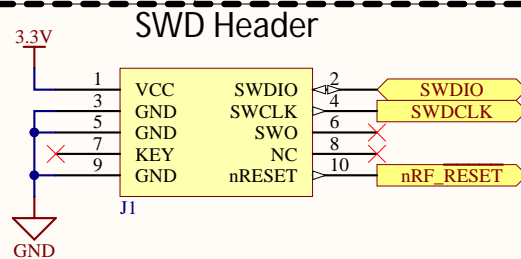 SWD Header
3.3V
1 VCC SWDIO 2 SWDIO
3 GND SWCLK 4 SWDCLK
5 GND SWO 6
7 KEY NC 8
9 GND nRESET 10 nRF_RESET
J1
GND